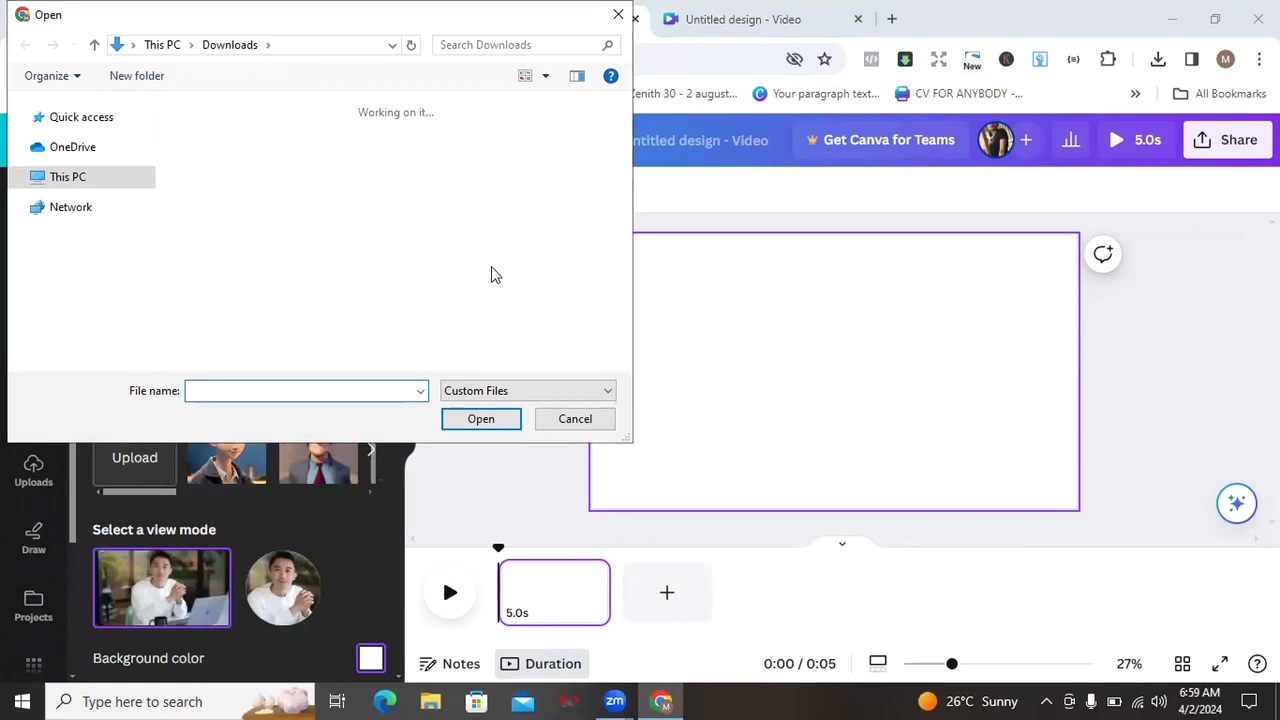 Open
Untitled design - Video
This PC
Downloads
Search Downloads
Organize
New folder
New
Zenith 30 - 2 august...
Your paragraph text...
CV FOR ANYBODY -...
All Bookmarks
Quick access
Working on it...
OneDrive
This PC
Network
ntitled design - Video
Get Canva for Teams
5.0s
Share
File name:
Custom Files
Open
Cancel
Upload
Uploads
Select a view mode
Draw
Projects
Background color
5.0s
Notes
Duration
0:00 / 0:05
27%
Type here to search
zm
M
K
M
26°C Sunny
6:59 AM
4/2/2024